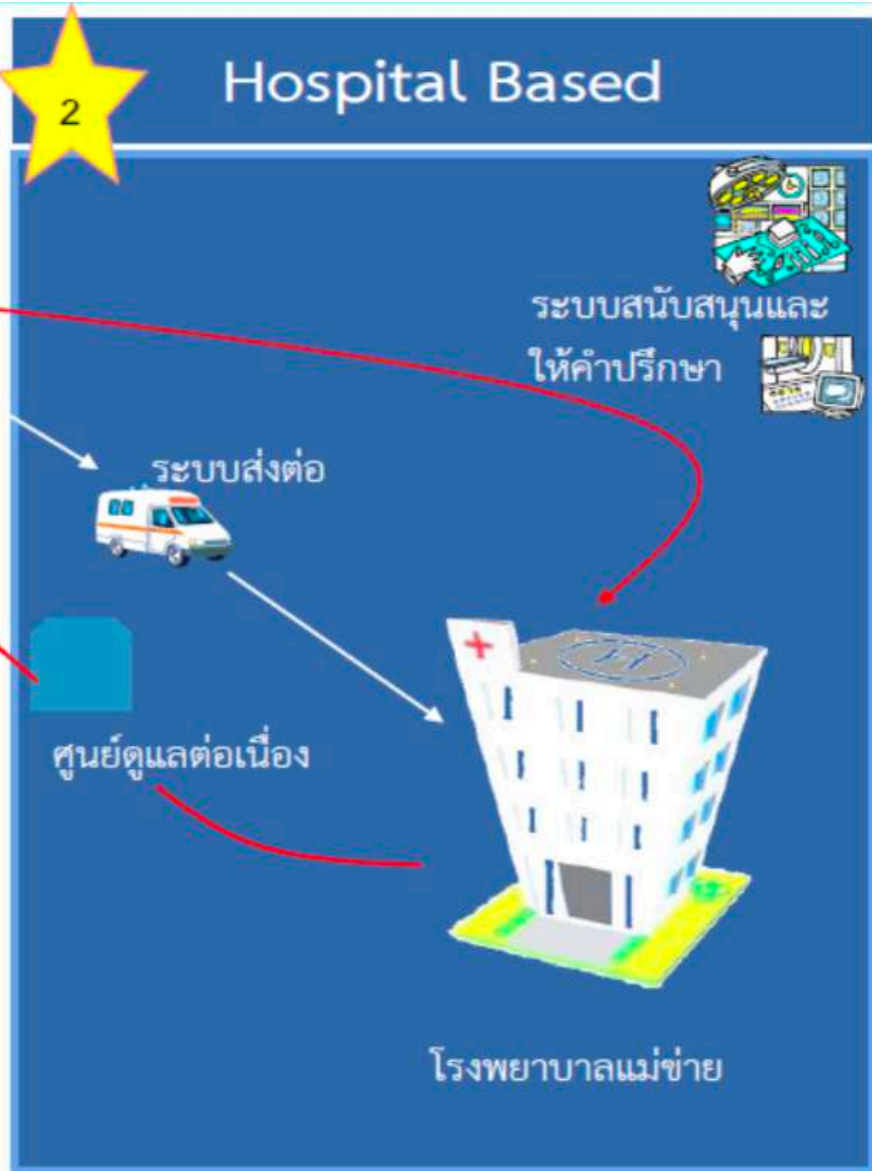 2
Hospital Based
ระบบสนับสนุนและ
ให้คำปรึกษา
ระบบส่งต่อ
ศูนย์ดูแลต่อเนื่อง
โรงพยาบาลแม่ข่าย